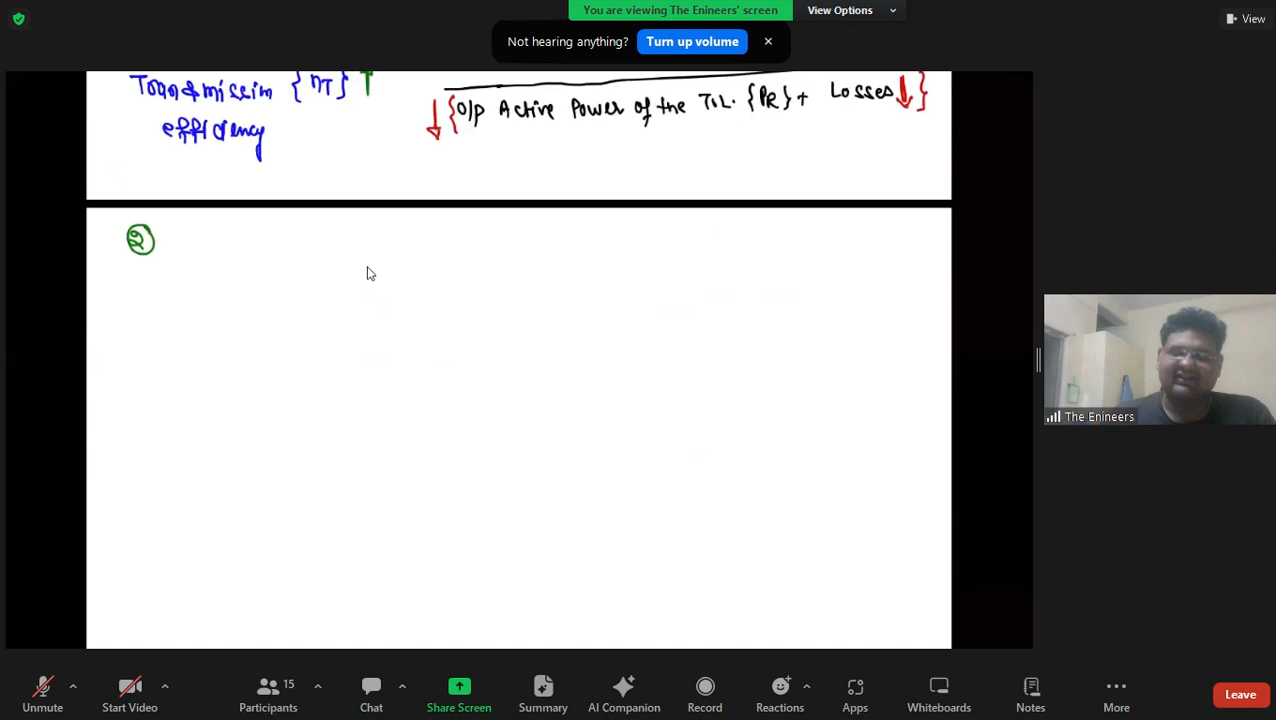 You are viewing The Enineers' screen
View Options
View
Not hearing anything?
Turn up volume
Transmissim {ηT} ↑
efficiency
↓ {O/p Active Power of the T.L. {PR} + Losses ↓}
2
The Enineers
Unmute
Start Video
Participants
15
Chat
Share Screen
Summary
AI Companion
Record
Reactions
Apps
Whiteboards
Notes
More
Leave